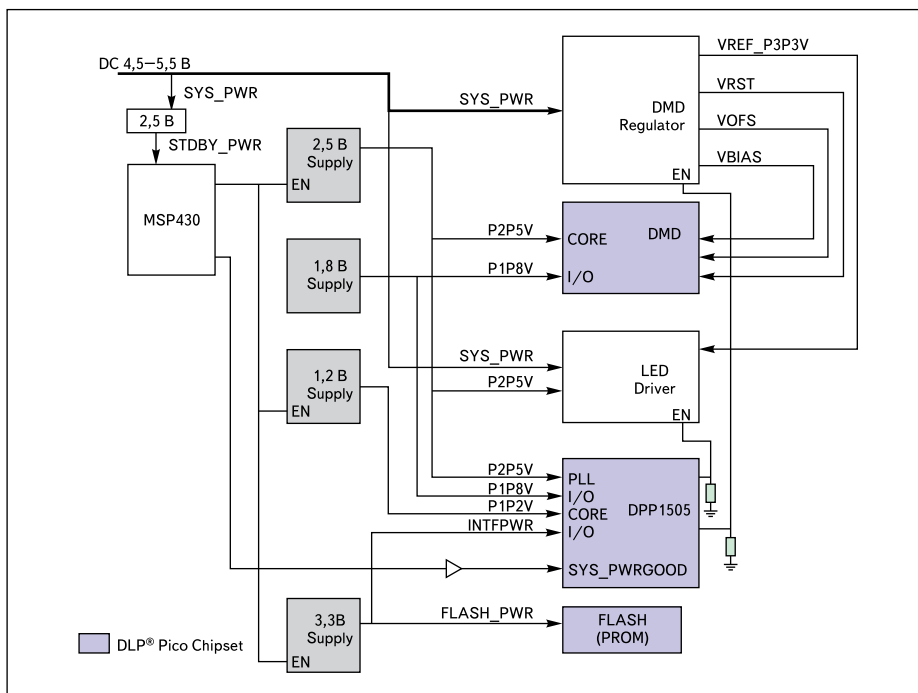 DC 4,5—5,5 В
SYS_PWR
2,5 В
STDBY_PWR
MSP430
2,5 В
Supply
EN
1,8 В
Supply
1,2 В
Supply
EN
3,3В
Supply
EN
SYS_PWR
DMD
Regulator
EN
VREF_P3P3V
VRST
VOFS
VBIAS
P2P5V
CORE
DMD
P1P8V
I/O
SYS_PWR
P2P5V
LED
Driver
EN
P2P5V
PLL
P1P8V
I/O
P1P2V
CORE
DPP1505
INTFPWR
I/O
SYS_PWRGOOD
FLASH_PWR
FLASH
(PROM)
DLP® Pico Chipset